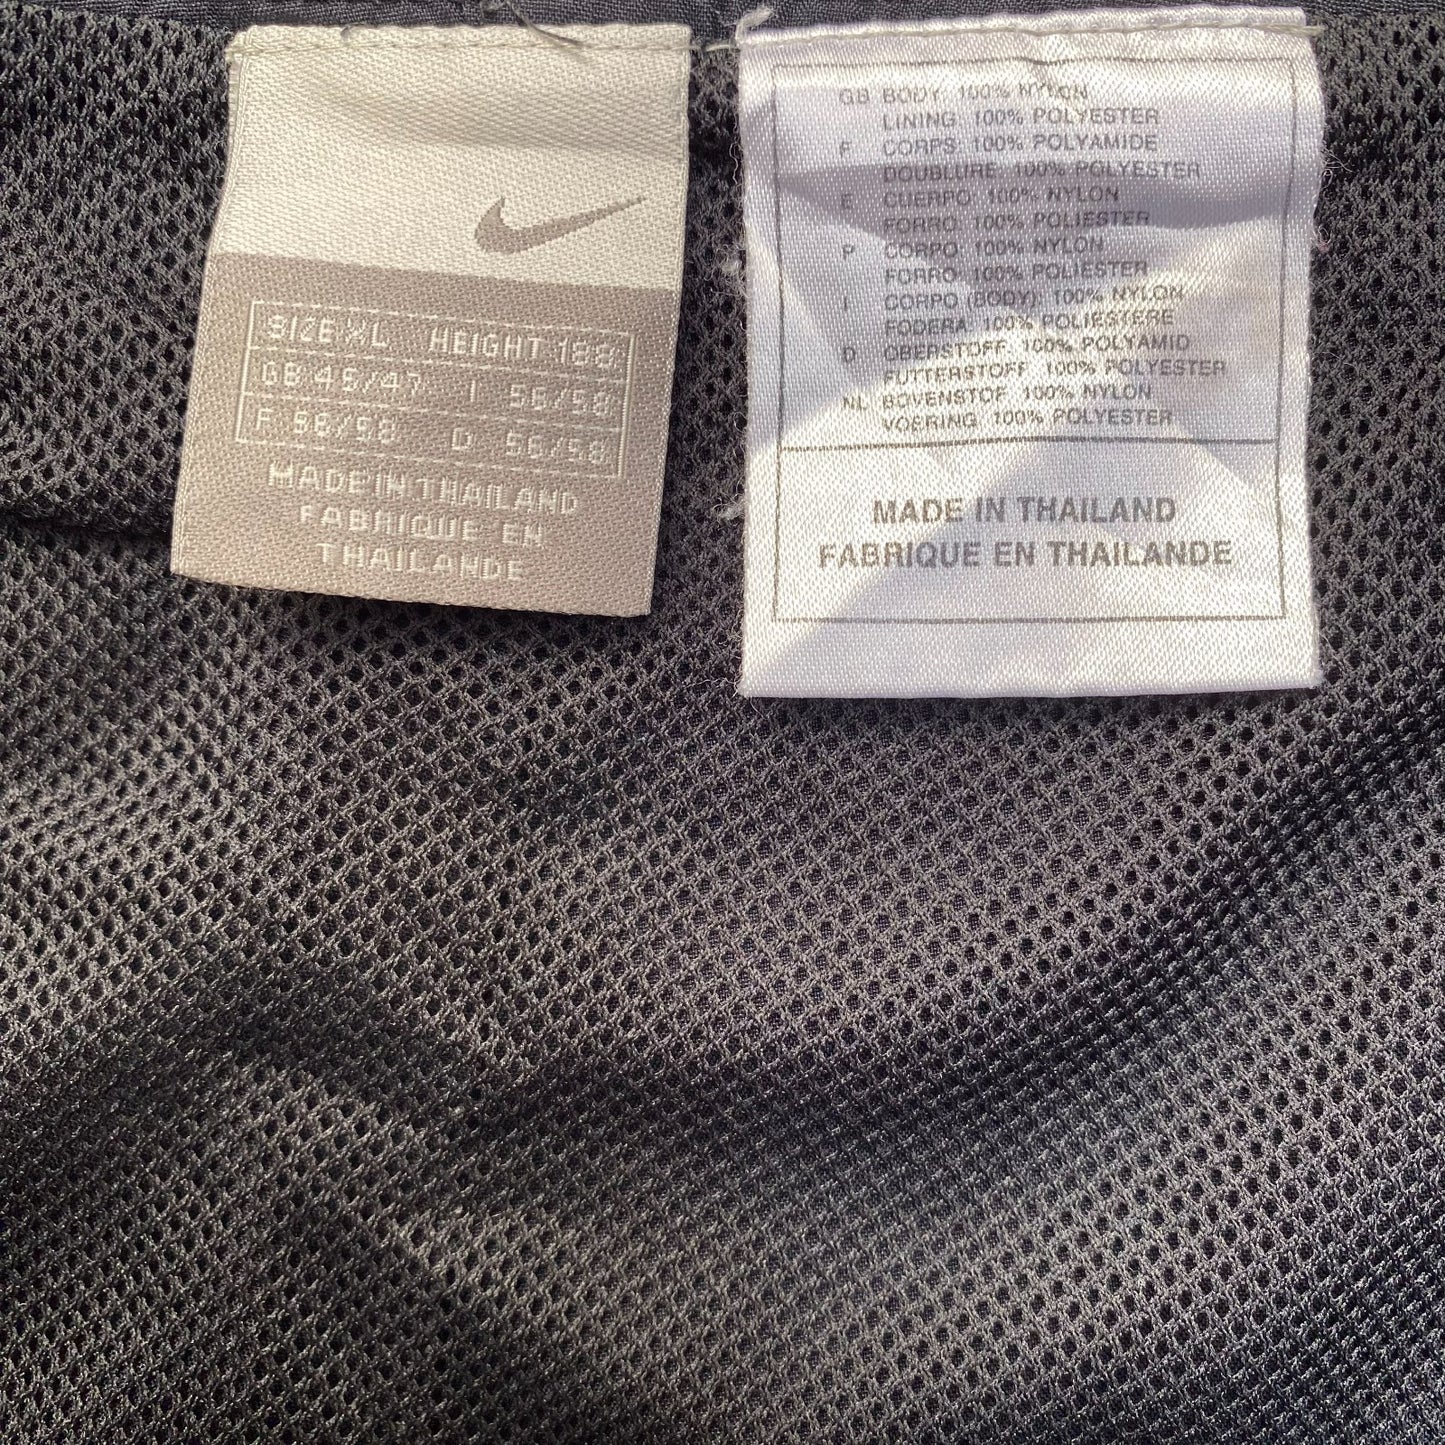 SIZE XL HEIGHT 188
GB 45/47 I 56/58
F 56/58 D 56/58
MADE IN THAILAND
FABRIQUE EN
THAILANDE
GB BODY: 100% NYLON
LINING: 100% POLYESTER
F CORPS: 100% POLYAMIDE
DOUBLURE: 100% POLYESTER
E CUERPO: 100% NYLON
FORRO: 100% POLIESTER
P CORPO: 100% NYLON
FORRO: 100% POLIESTER
I CORPO (BODY): 100% NYLON
FODERA: 100% POLIESTERE
D OBERSTOFF: 100% POLYAMID
FUTTERSTOFF: 100% POLYESTER
NL BOVENSTOF: 100% NYLON
VOERING: 100% POLYESTER
MADE IN THAILAND
FABRIQUE EN THAILANDE